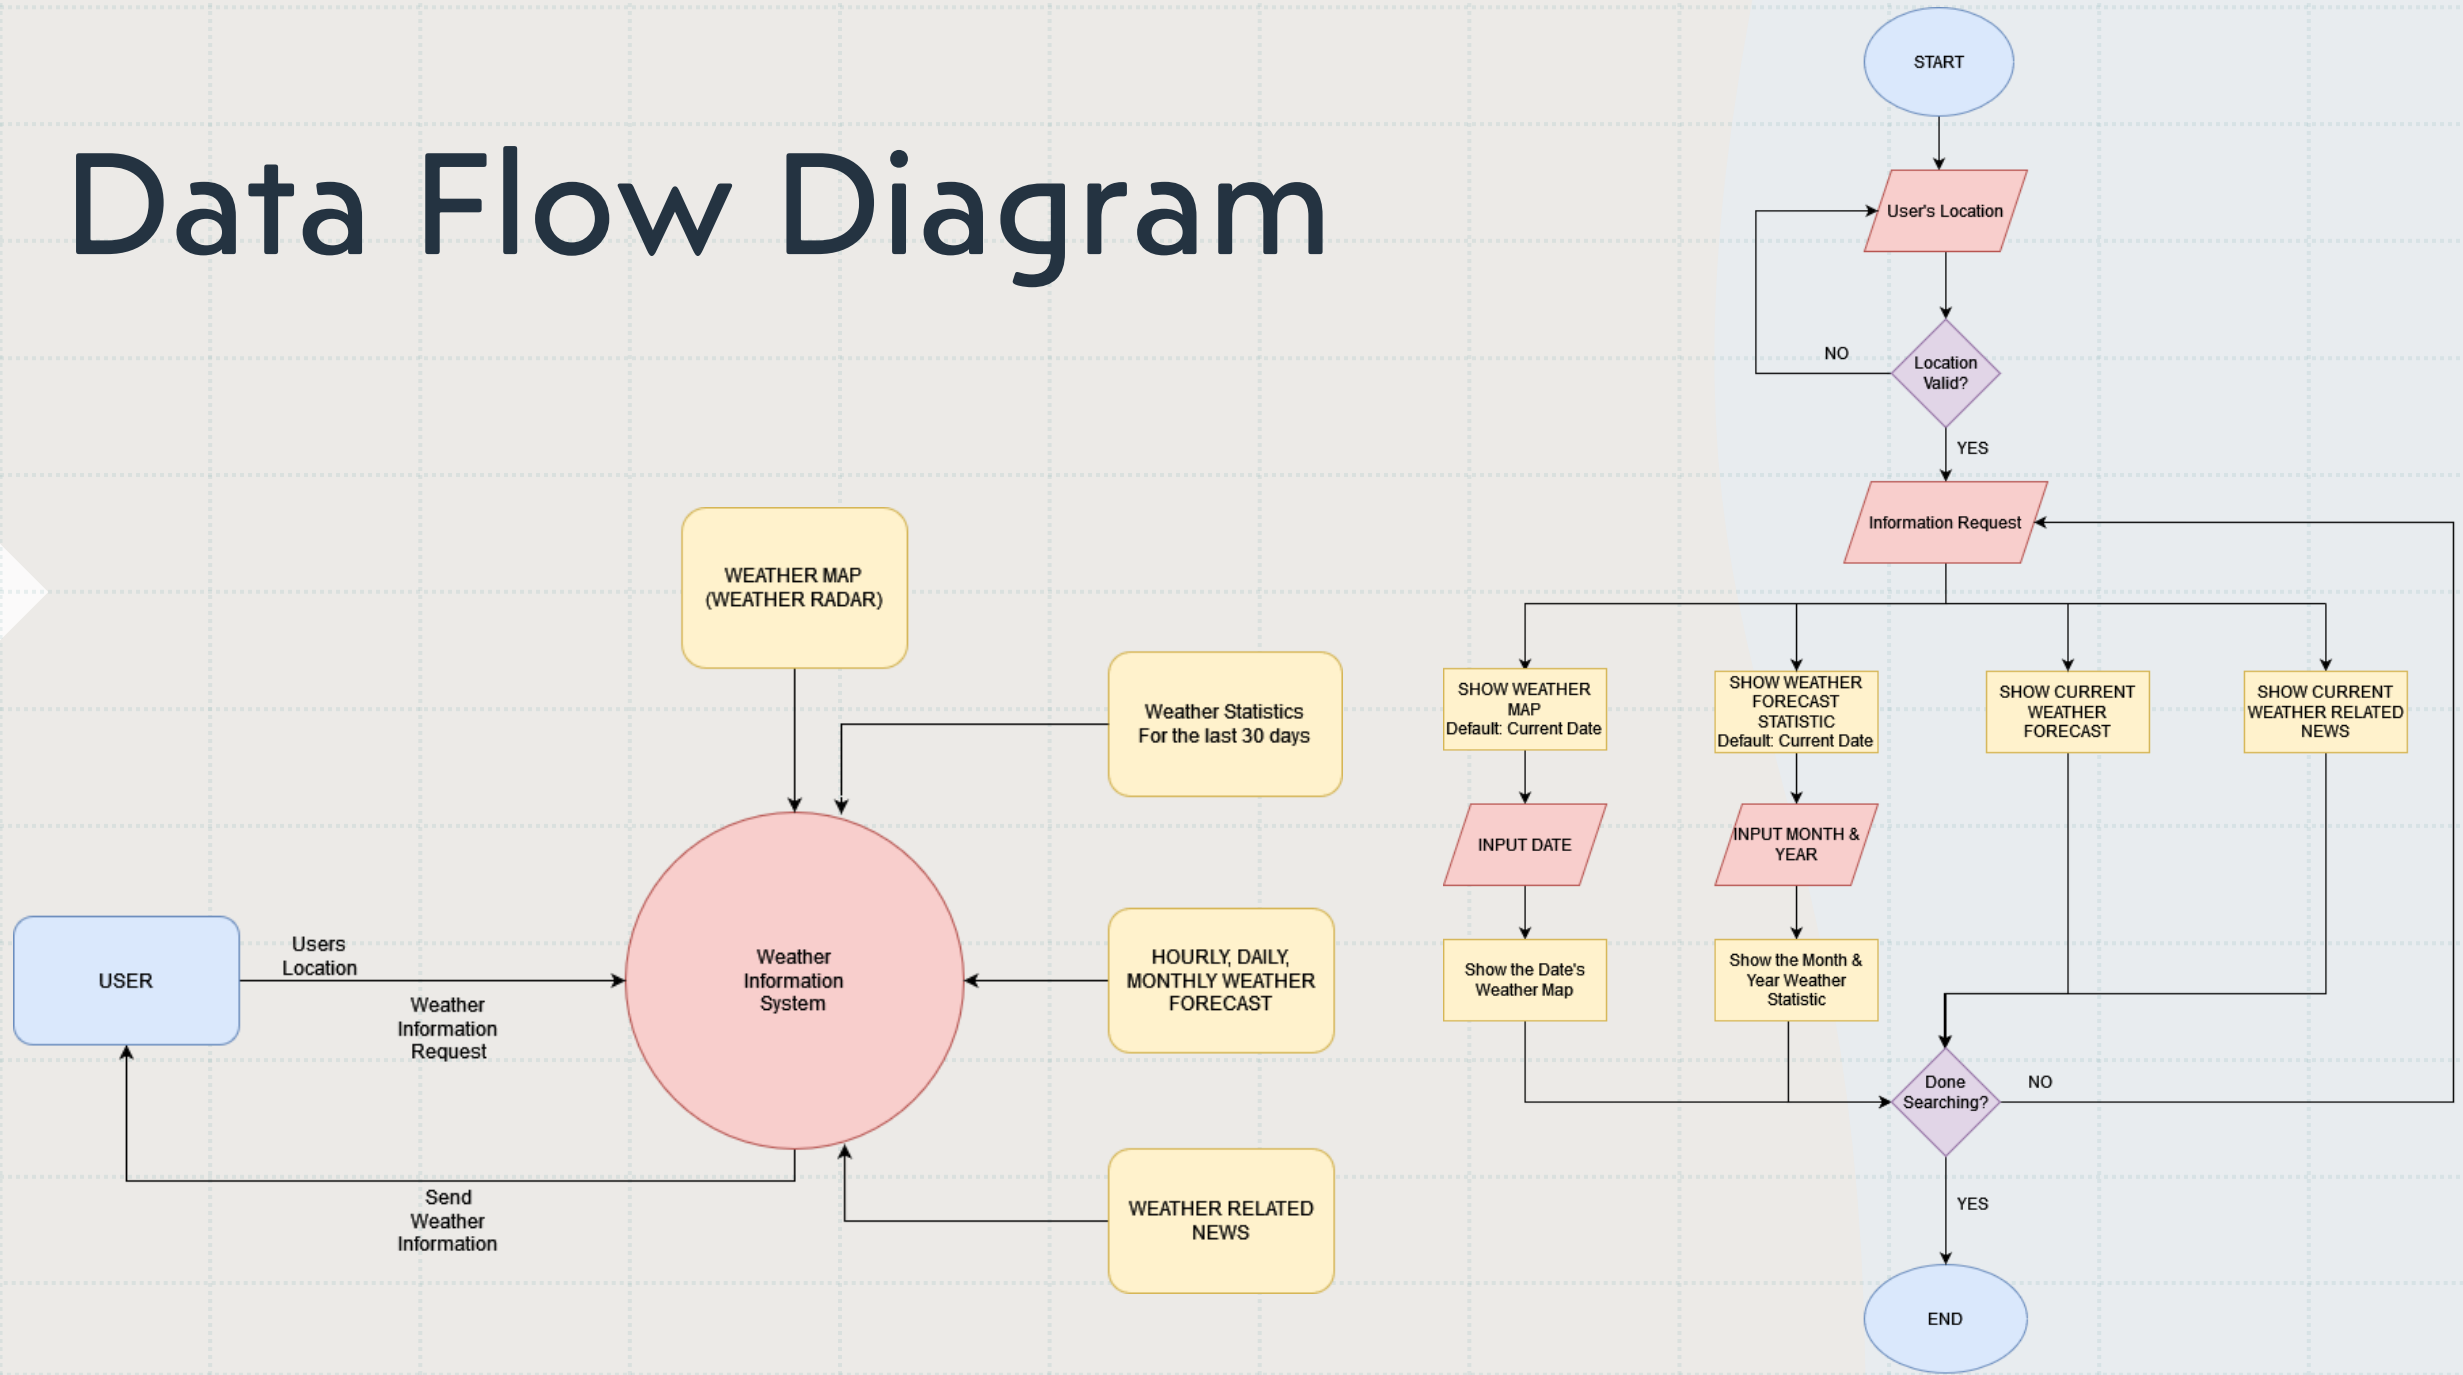 Data Flow Diagram
WEATHER MAP
(WEATHER RADAR)
Weather Statistics
For the last 30 days
USER
Users
Location
Weather
Information
Request
Weather
Information
System
HOURLY, DAILY,
MONTHLY WEATHER
FORECAST
Send
Weather
Information
WEATHER RELATED
NEWS
START
User's Location
Location
Valid?
NO
YES
Information Request
SHOW WEATHER
MAP
Default: Current Date
SHOW WEATHER
FORECAST
STATISTIC
Default: Current Date
SHOW CURRENT
WEATHER
FORECAST
SHOW CURRENT
WEATHER RELATED
NEWS
INPUT DATE
INPUT MONTH &
YEAR
Show the Date's
Weather Map
Show the Month &
Year Weather
Statistic
Done
Searching?
NO
YES
END